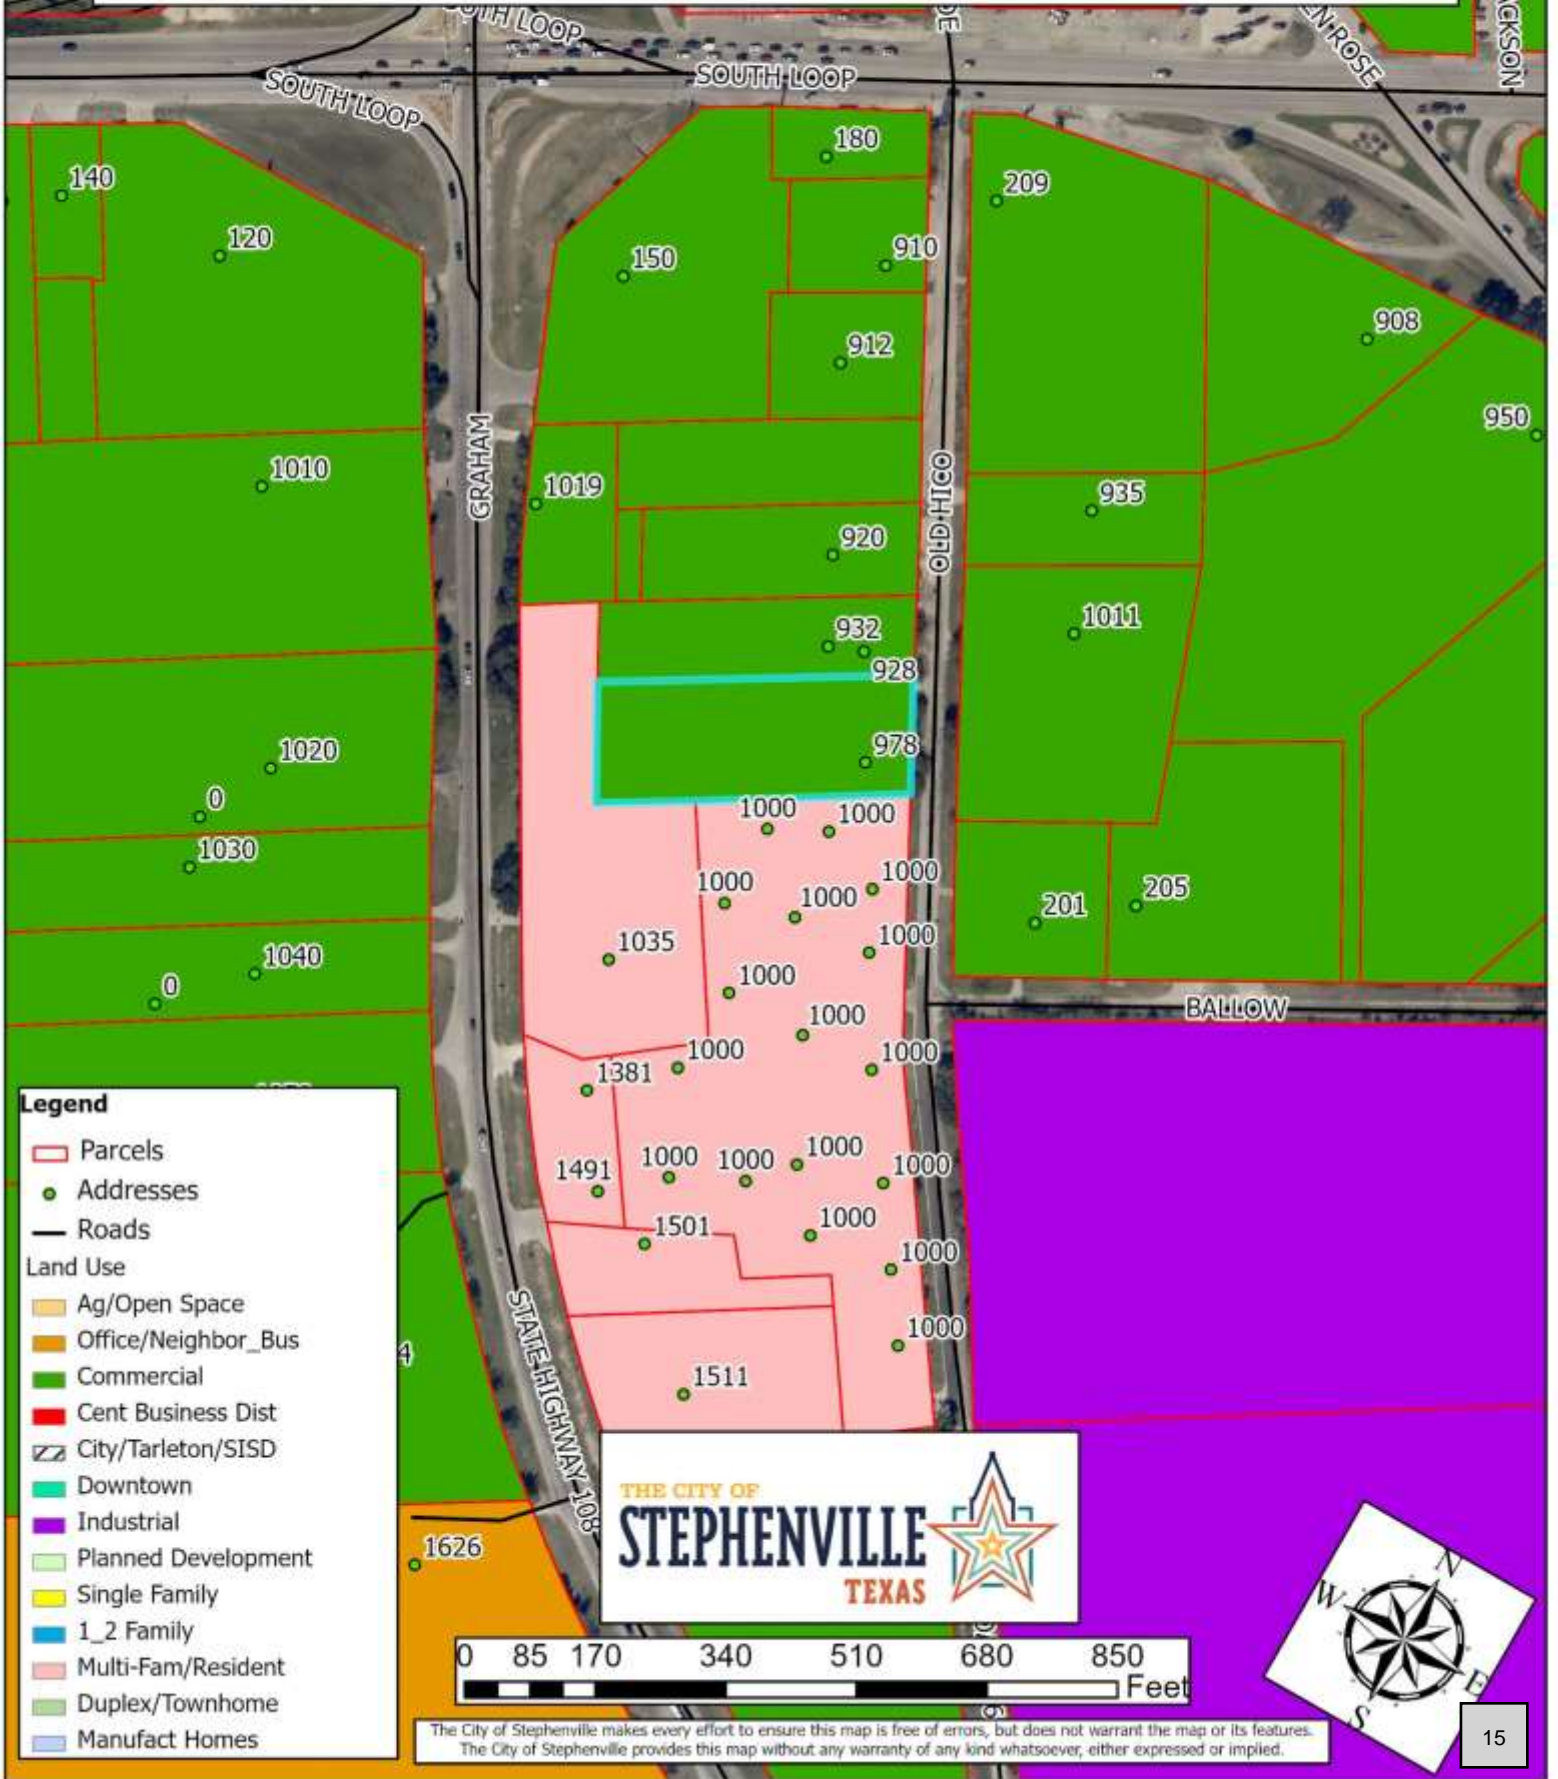 SOUTH LOOP
SOUTH LOOP
SOUTH LOOP
EN ROSE
ACKSON
140
120
180
150
910
912
209
908
950
GRAHAM
OLD HICO
1010
1019
920
935
932
928
1011
978
1020
0
1030
1040
0
1000
1000
1000
1000
1000
1000
1035
1000
1000
1000
1000
201
205
BALLOW
1381
1491
1000
1000
1000
1000
1000
1000
1000
1501
1511
STATE HIGHWAY 108
4
1626
Legend
Parcels
Addresses
Roads
Land Use
Ag/Open Space
Office/Neighbor_Bus
Commercial
Cent Business Dist
City/Tarleton/SISD
Downtown
Industrial
Planned Development
Single Family
1_2 Family
Multi-Fam/Resident
Duplex/Townhome
Manufact Homes
THE CITY OF
STEPHENVILLE
TEXAS
0 85 170 340 510 680 850
Feet
N
W
E
S
The City of Stephenville makes every effort to ensure this map is free of errors, but does not warrant the map or its features.
The City of Stephenville provides this map without any warranty of any kind whatsoever, either expressed or implied.
15